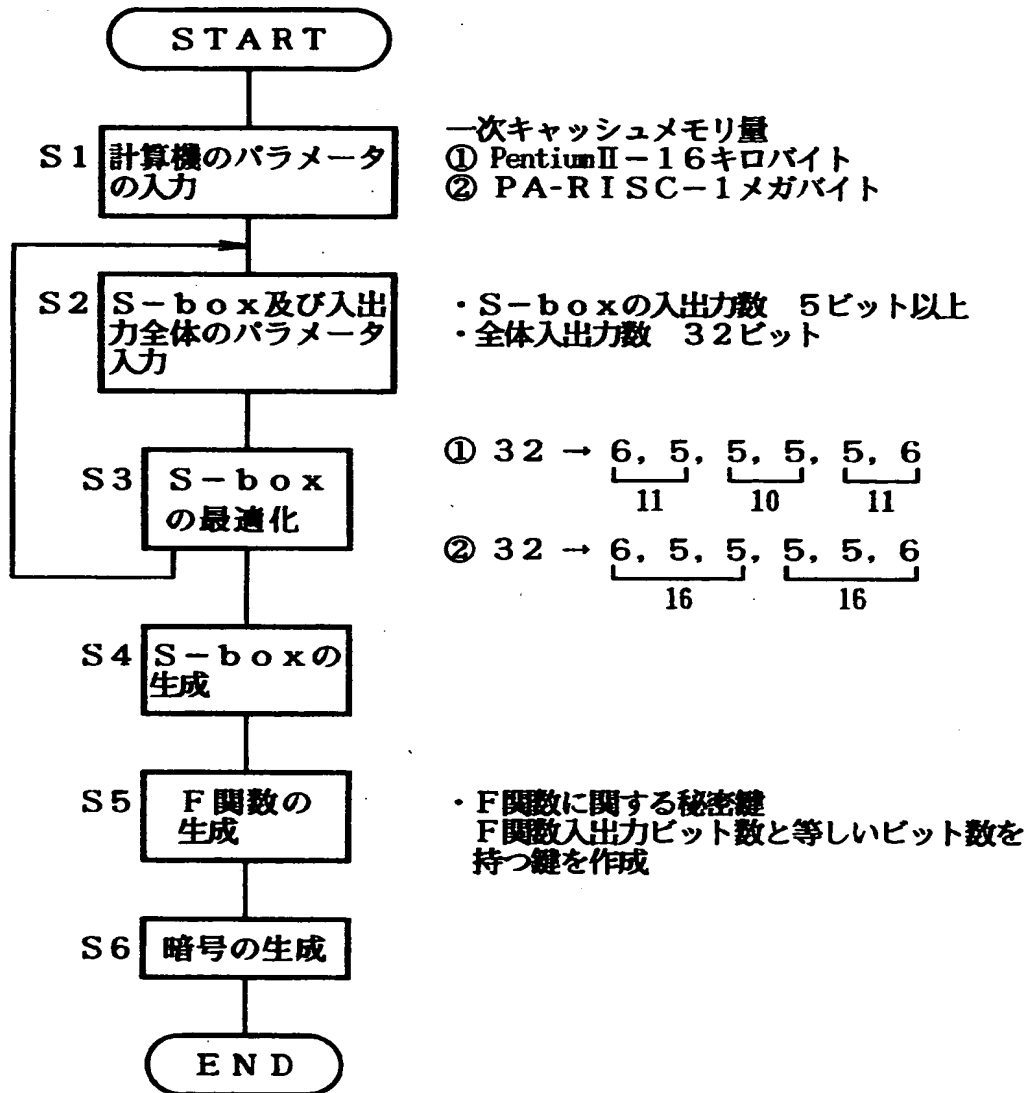 START
一次キャッシュメモリ量
S1 計算機のパラメータ
の入力
① PentiumⅡ−16キロバイト
② PA-RISC−1メガバイト
S2 S−box及び入出
力全体のパラメータ
入力
・S−boxの入出力数 5ビット以上
・全体入出力数 32ビット
S3 S−box
の最適化
① 32 → 6, 5, 5, 5, 5, 6
11 10 11
② 32 → 6, 5, 5, 5, 5, 6
16 16
S4 S−boxの
生成
S5 F関数の
生成
・F関数に関する秘密鍵
F関数入出力ビット数と等しいビット数を
持つ鍵を作成
S6 暗号の生成
END